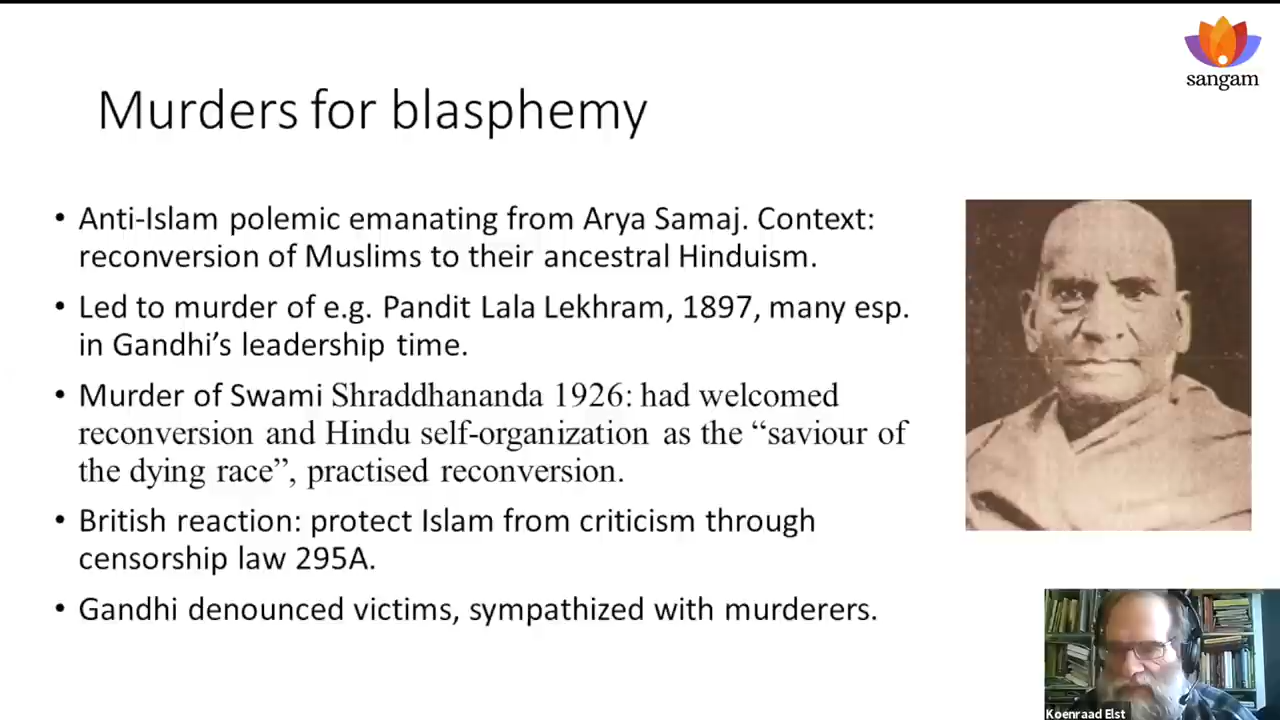 sangam
Murders for blasphemy
• Anti-Islam polemic emanating from Arya Samaj. Context:
reconversion of Muslims to their ancestral Hinduism.
• Led to murder of e.g. Pandit Lala Lekhram, 1897, many esp.
in Gandhi’s leadership time.
• Murder of Swami Shraddhananda 1926: had welcomed
reconversion and Hindu self-organization as the “saviour of
the dying race”, practised reconversion.
• British reaction: protect Islam from criticism through
censorship law 295A.
• Gandhi denounced victims, sympathized with murderers.
Koenraad Elst